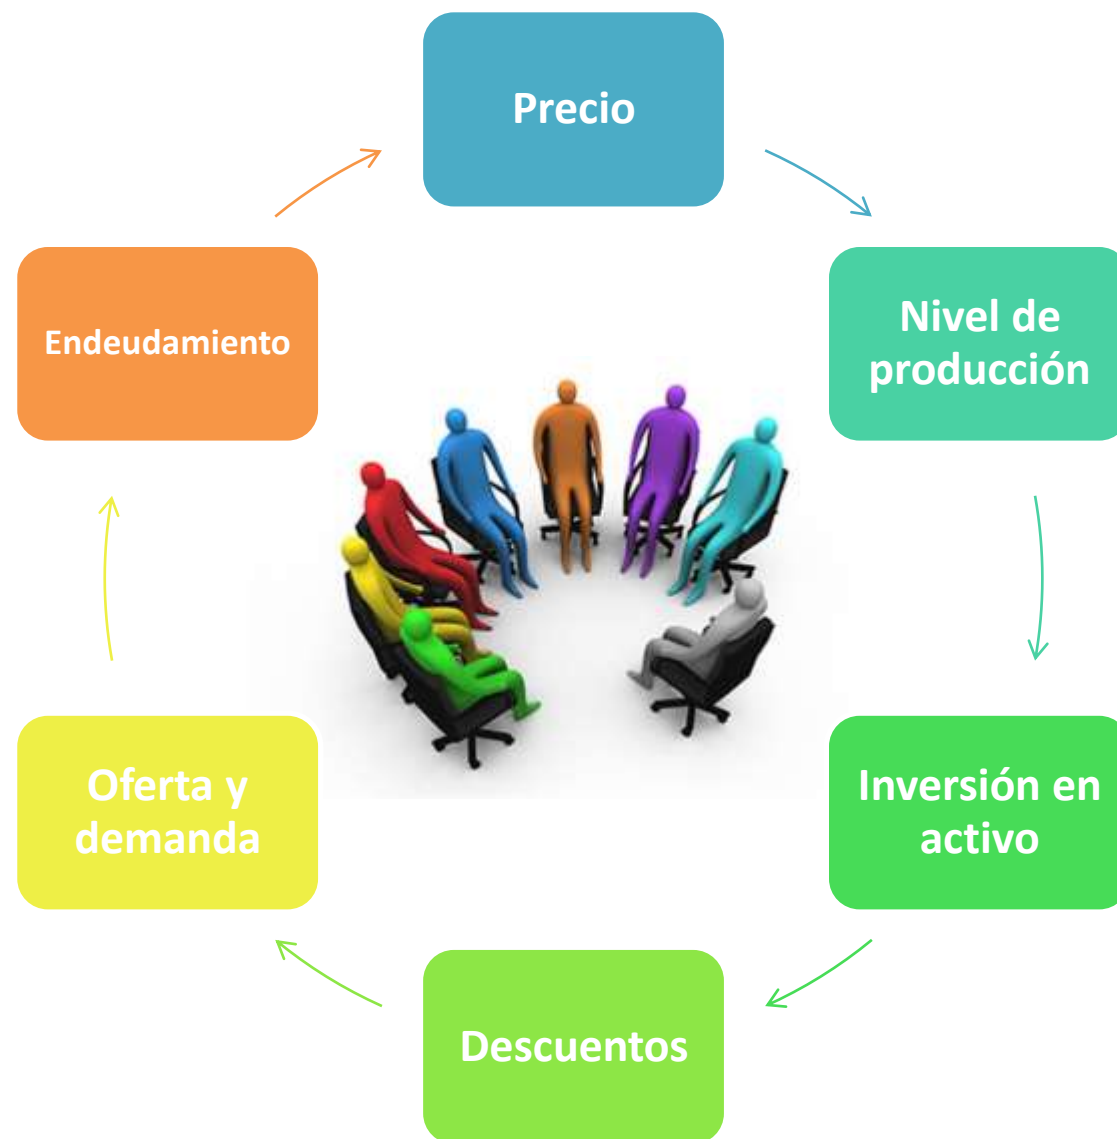 Precio
Nivel de
producción
Inversión en
activo
Descuentos
Oferta y
demanda
Endeudamiento